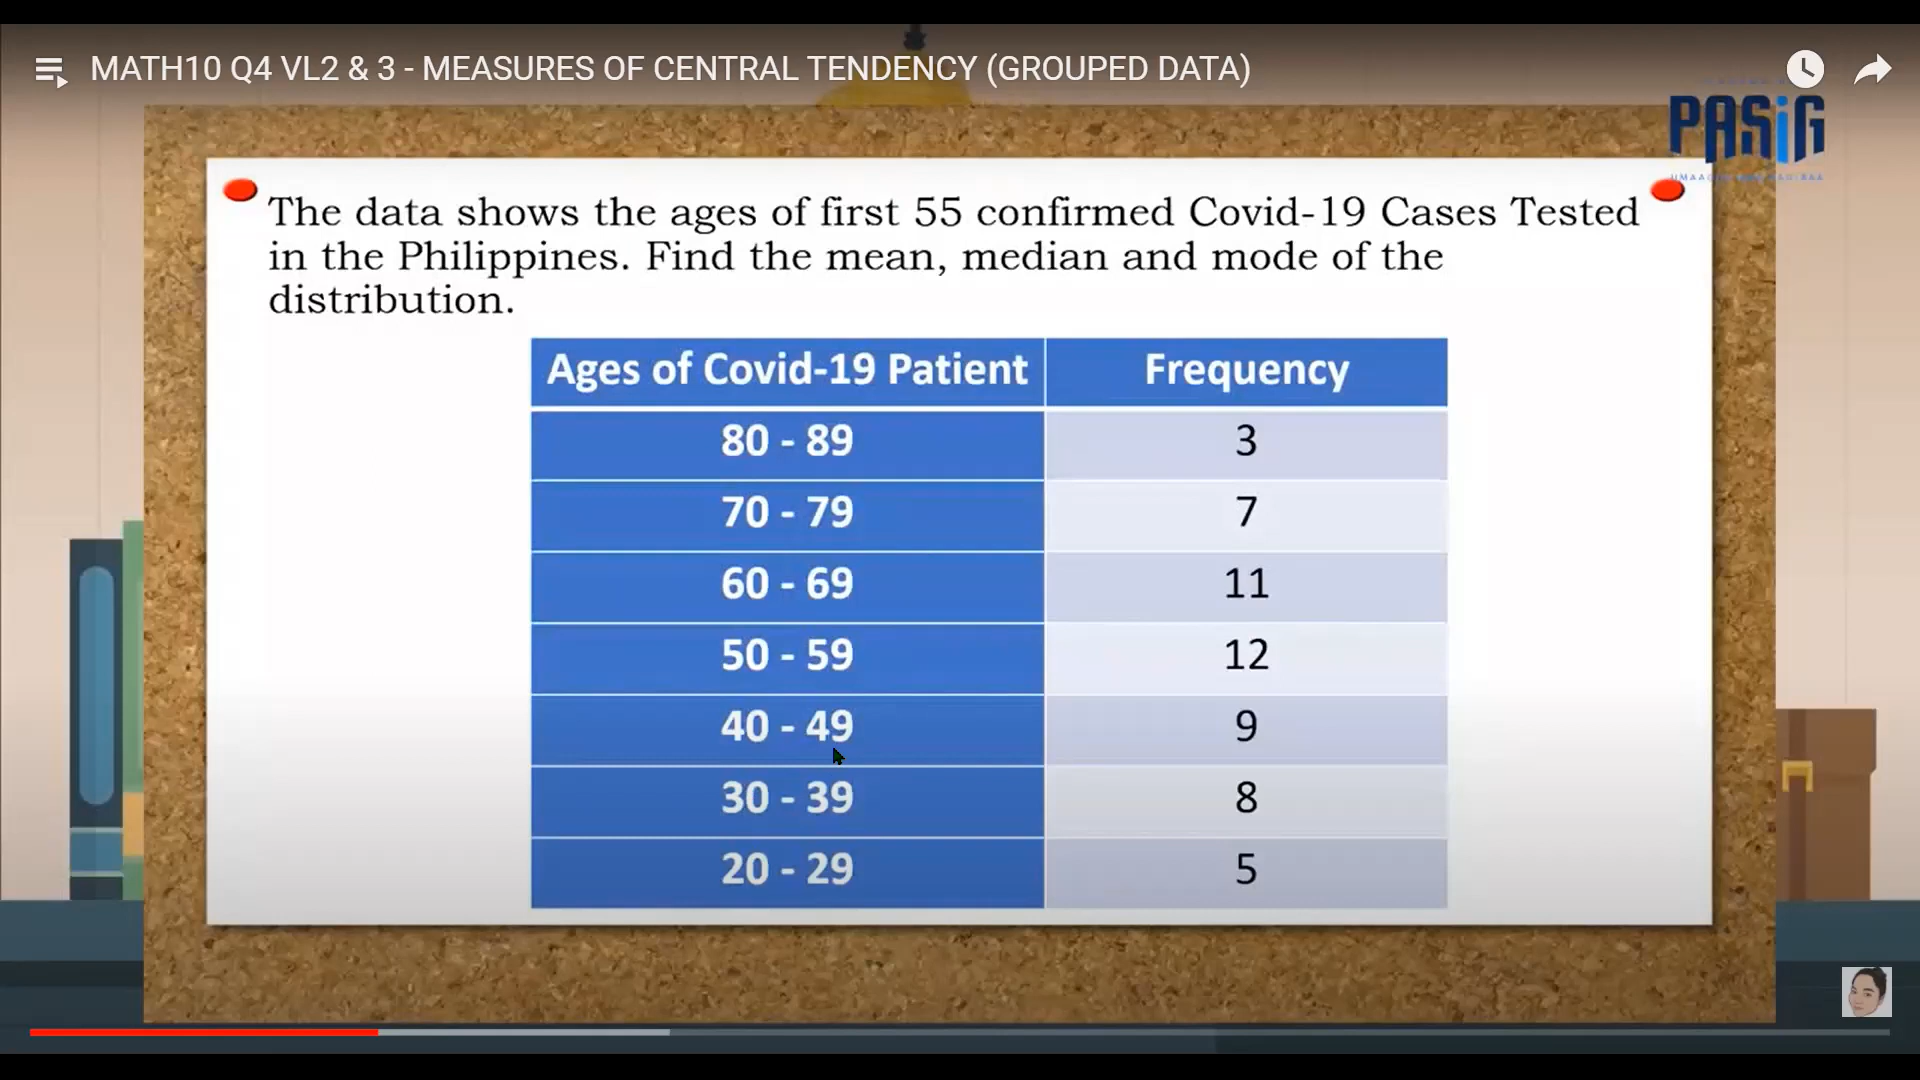 MATH10 Q4 VL2 & 3 - MEASURES OF CENTRAL TENDENCY (GROUPED DATA)
PASiG
The data shows the ages of first 55 confirmed Covid-19 Cases Tested
in the Philippines. Find the mean, median and mode of the
distribution.
Ages of Covid-19 Patient Frequency
80 - 89 3
70 - 79 7
60 - 69 11
50 - 59 12
40 - 49 9
30 - 39 8
20 - 29 5